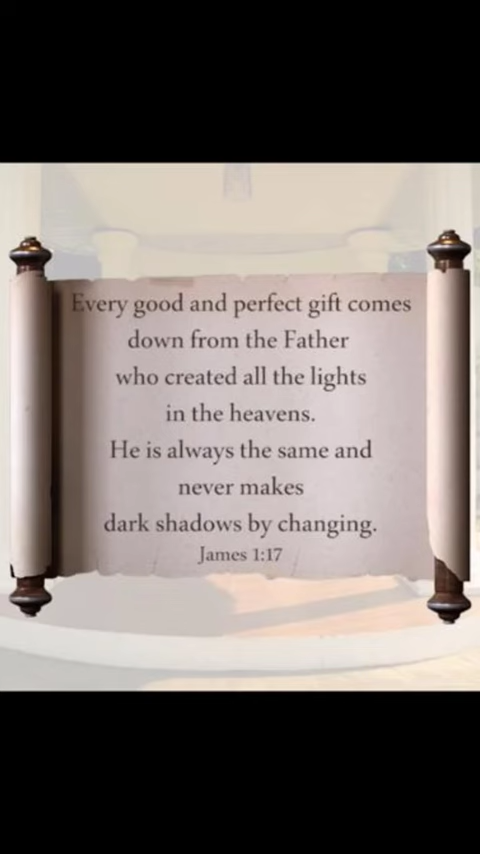 Every good and perfect gift comes
down from the Father
who created all the lights
in the heavens.
He is always the same and
never makes
dark shadows by changing.
James 1:17